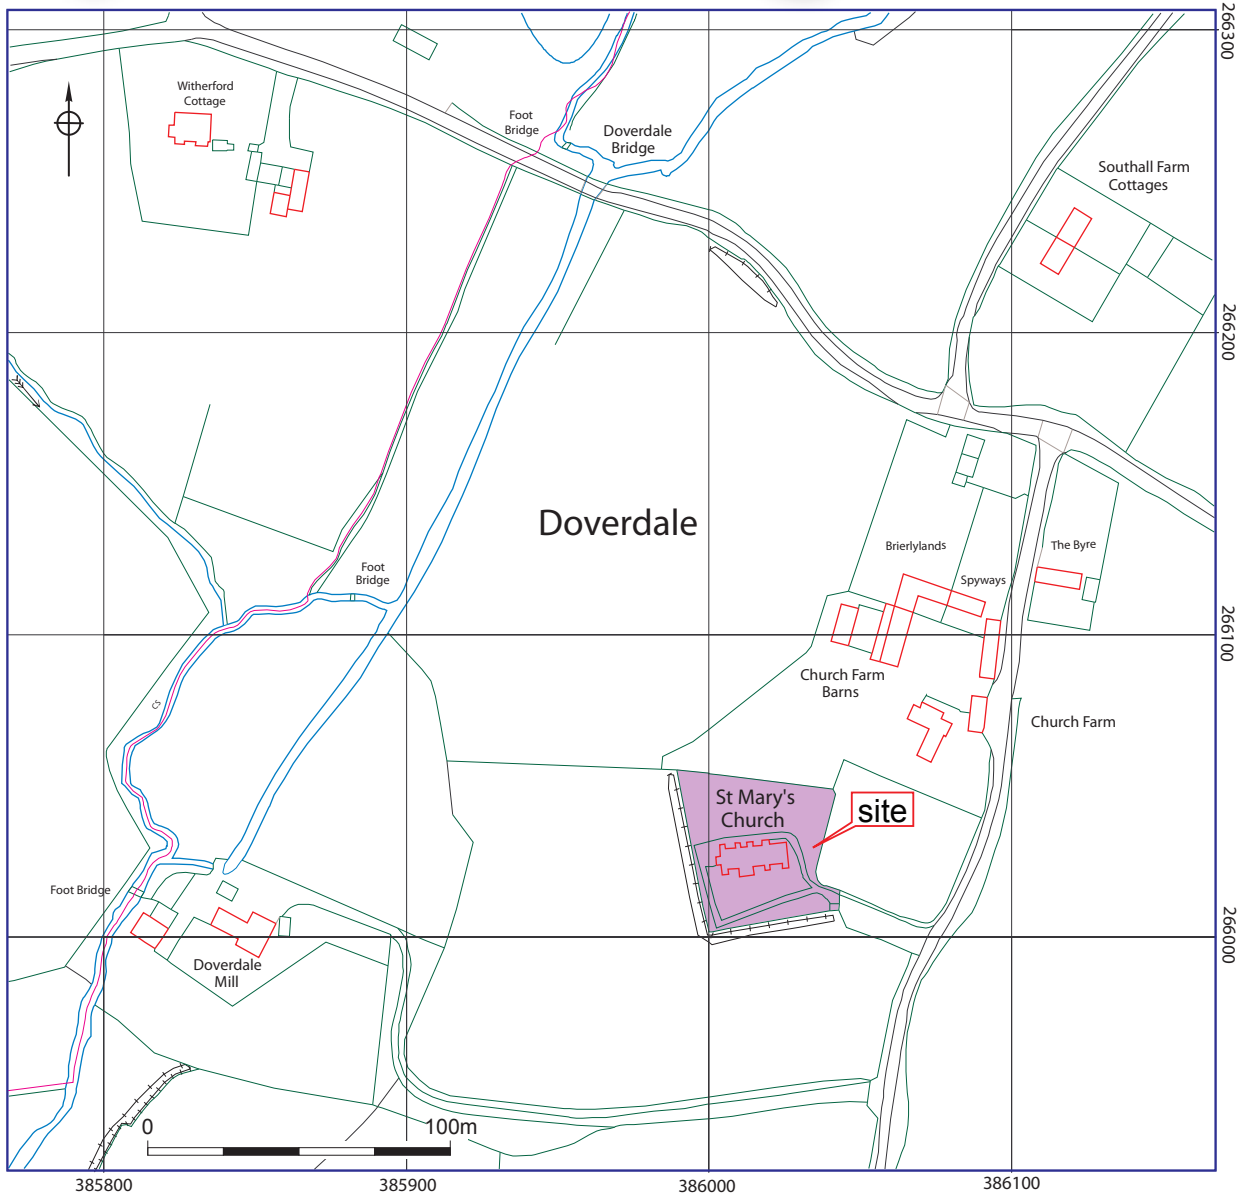 266300
Witherford
Cottage
Foot
Bridge
Doverdale
Bridge
Southall Farm
Cottages
266200
Doverdale
Brierlylands
The Byre
Foot
Bridge
Spyways
266100
Church Farm
Barns
CS
Church Farm
St Mary's
Church
site
Foot Bridge
266000
Doverdale
Mill
0
100m
385800
385900
386000
386100